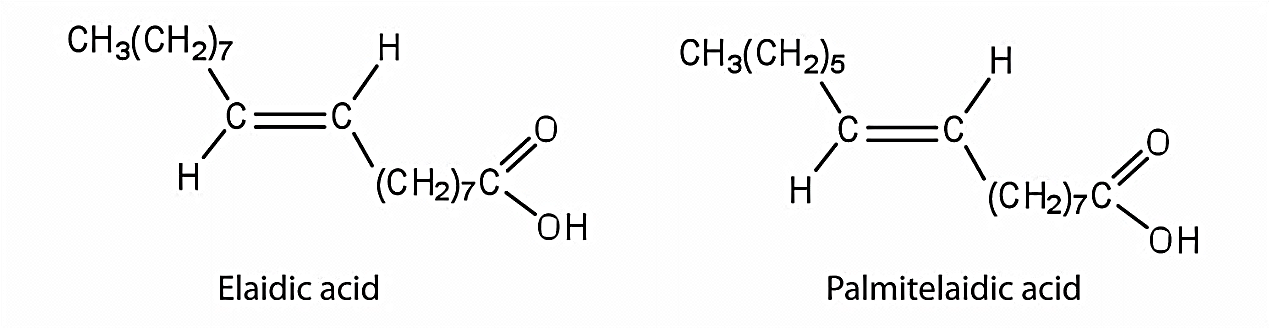 CH₃(CH₂)₇
H
C
C
H
(CH₂)₇C
O
OH
Elaidic acid
CH₃(CH₂)₅
H
C
C
H
(CH₂)₇C
O
OH
Palmitelaidic acid